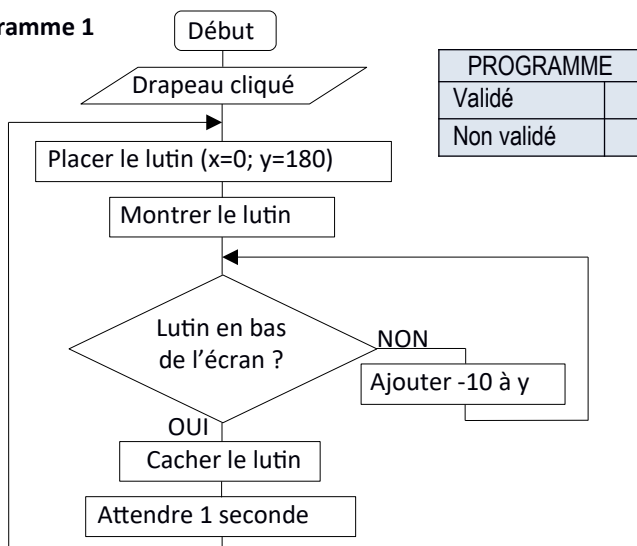 ramme 1
Début
PROGRAMME
Drapeau cliqué
Validé
Non validé
Placer le lutin (x=0; y=180)
Montrer le lutin
Lutin en bas
de l'écran ?
NON
Ajouter -10 à y
OUI
Cacher le lutin
Attendre 1 seconde